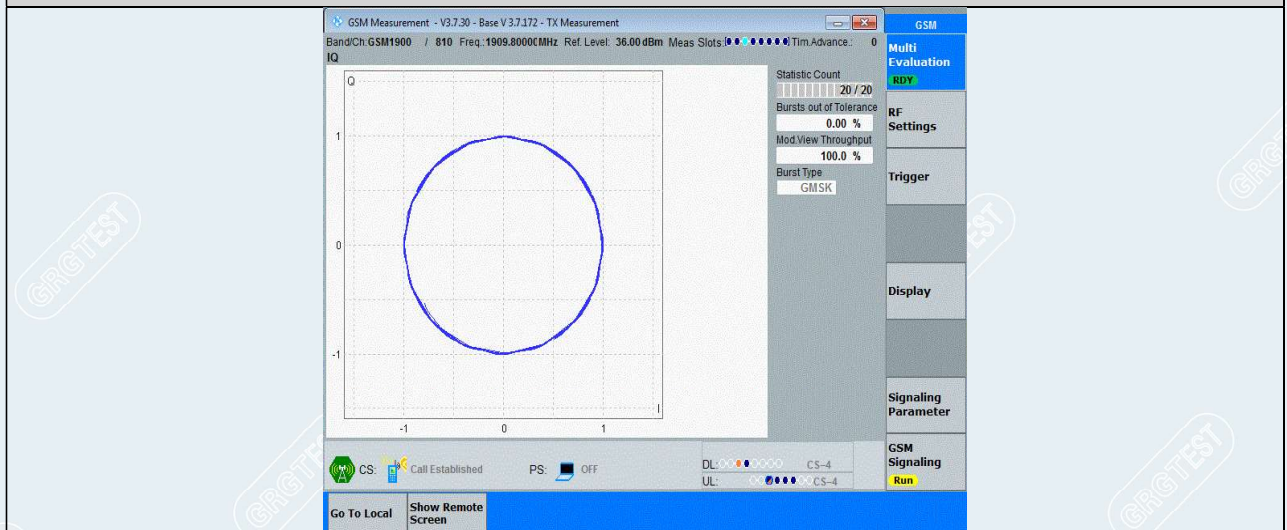 GSM Measurement - V3.7.30 - Base V 3.7.172 - TX Measurement
GSM
Band/Ch:GSM1900 / 810 Freq.:1909.8000MHz Ref. Level: 36.00 dBm Meas Slots: Tim.Advance.: 0
IQ
Multi
Evaluation
RDY
Q
1
0
-1
I
-1 0 1
Statistic Count
20 / 20
Bursts out of Tolerance
0.00 %
Mod.View Throughput
100.0 %
Burst Type
GMSK
RF
Settings
Trigger
Display
Signaling
Parameter
GSM
Signaling
Run
CS: Call Established PS: OFF
DL: CS-4
UL: CS-4
Go To Local
Show Remote
Screen
GRGTEST
GRGTEST
GRGTEST
GRGTEST